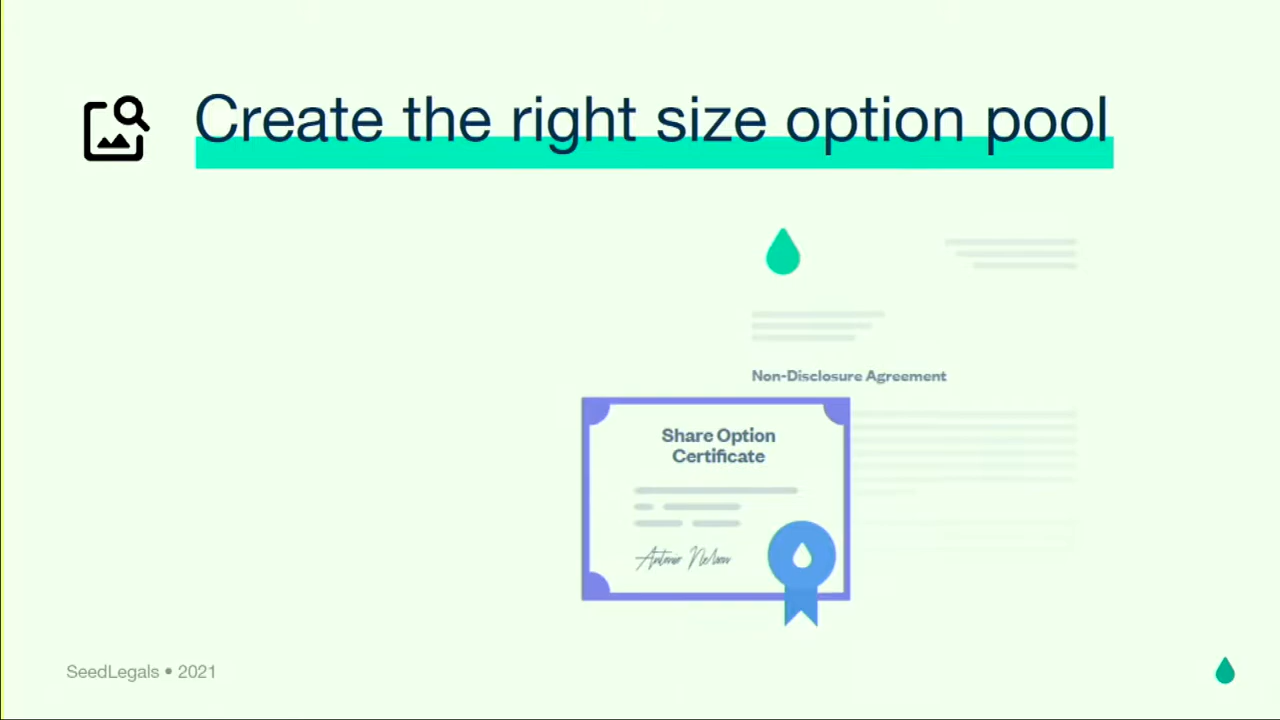 Create the right size option pool
Non-Disclosure Agreement
Share Option
Certificate
SeedLegals • 2021